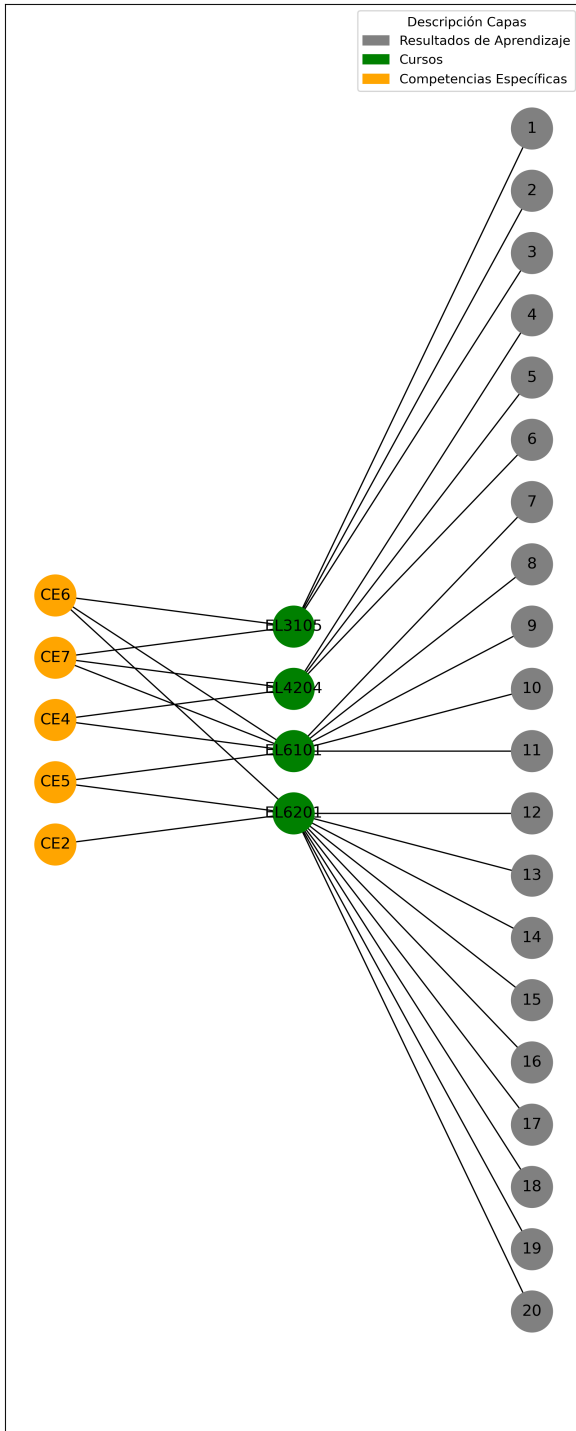 Descripción Capas
Resultados de Aprendizaje
Cursos
Competencias Específicas
1
2
3
4
5
6
7
8
9
10
11
12
13
14
15
16
17
18
19
20
CE6
CE7
CE4
CE5
CE2
EL3105
EL4204
EL6101
EL6201